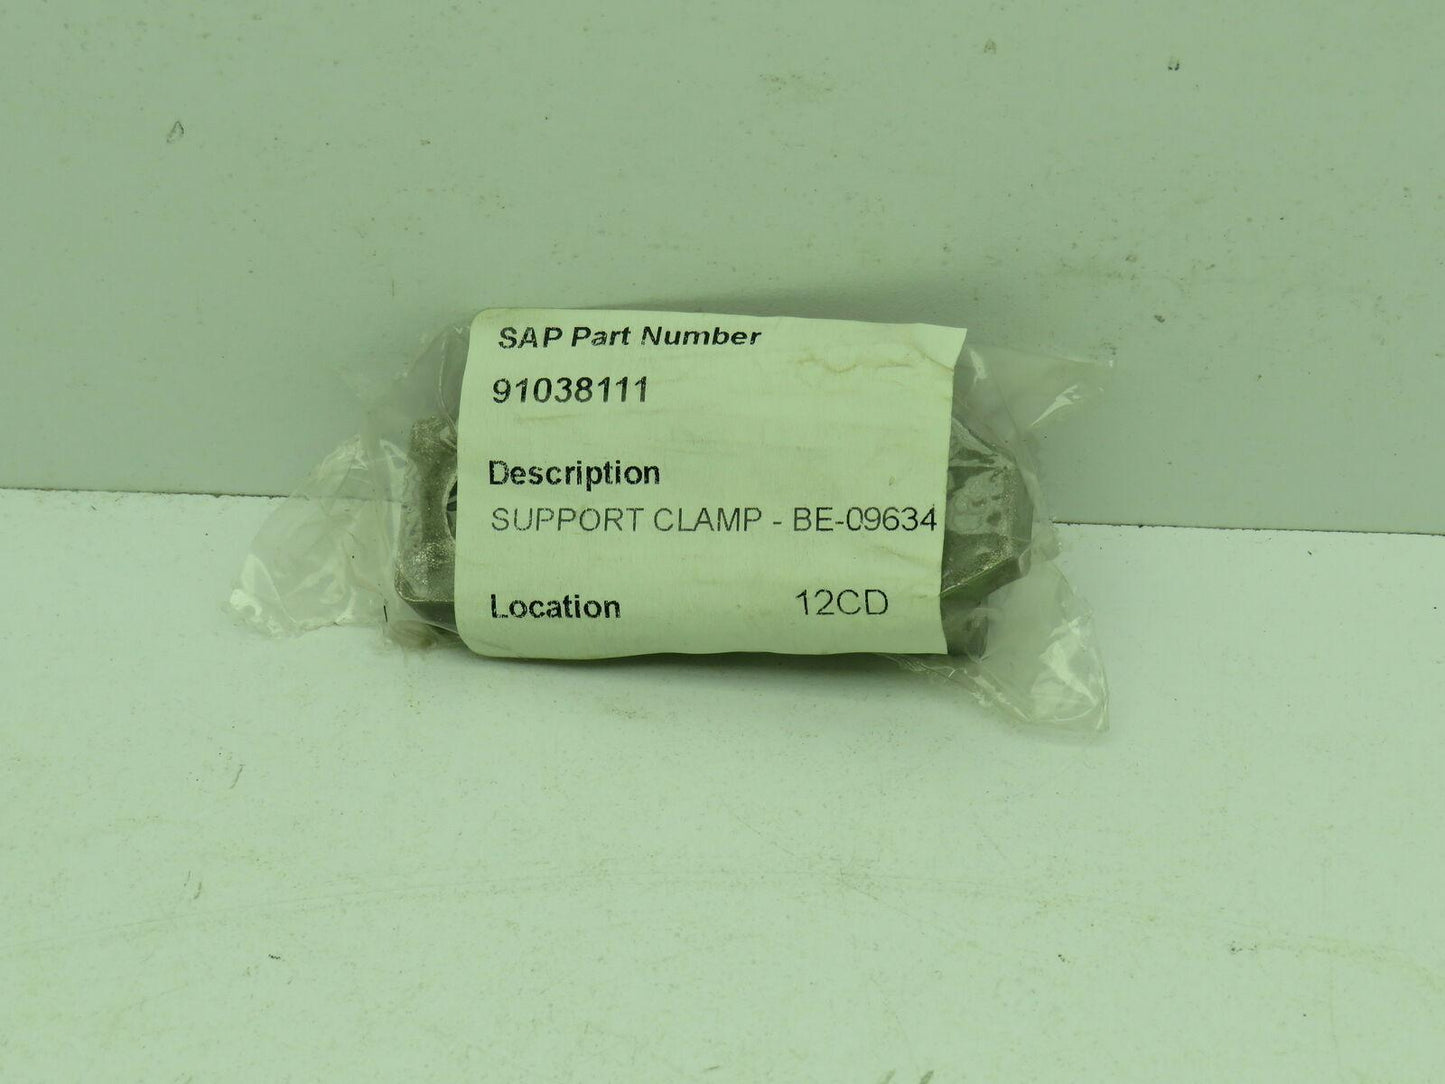 SAP Part Number
91038111
Description
SUPPORT CLAMP - BE-09634
Location 12CD